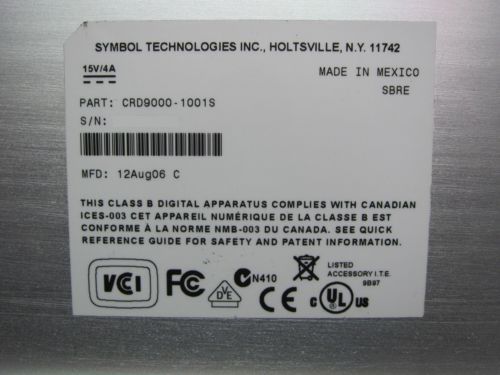 SYMBOL TECHNOLOGIES INC., HOLTSVILLE, N.Y. 11742
15V/4A
MADE IN MEXICO
SBRE
PART: CRD9000-1001S
S/N:
MFD: 12Aug06 C
THIS CLASS B DIGITAL APPARATUS COMPLIES WITH CANADIAN
ICES-003 CET APPAREIL NUMÉRIQUE DE LA CLASSE B EST
CONFORME À LA NORME NMB-003 DU CANADA. SEE QUICK
REFERENCE GUIDE FOR SAFETY AND PATENT INFORMATION.
VCI
FC
DVE
N410
CE
C UL US
LISTED
ACCESSORY I.T.E.
9B97